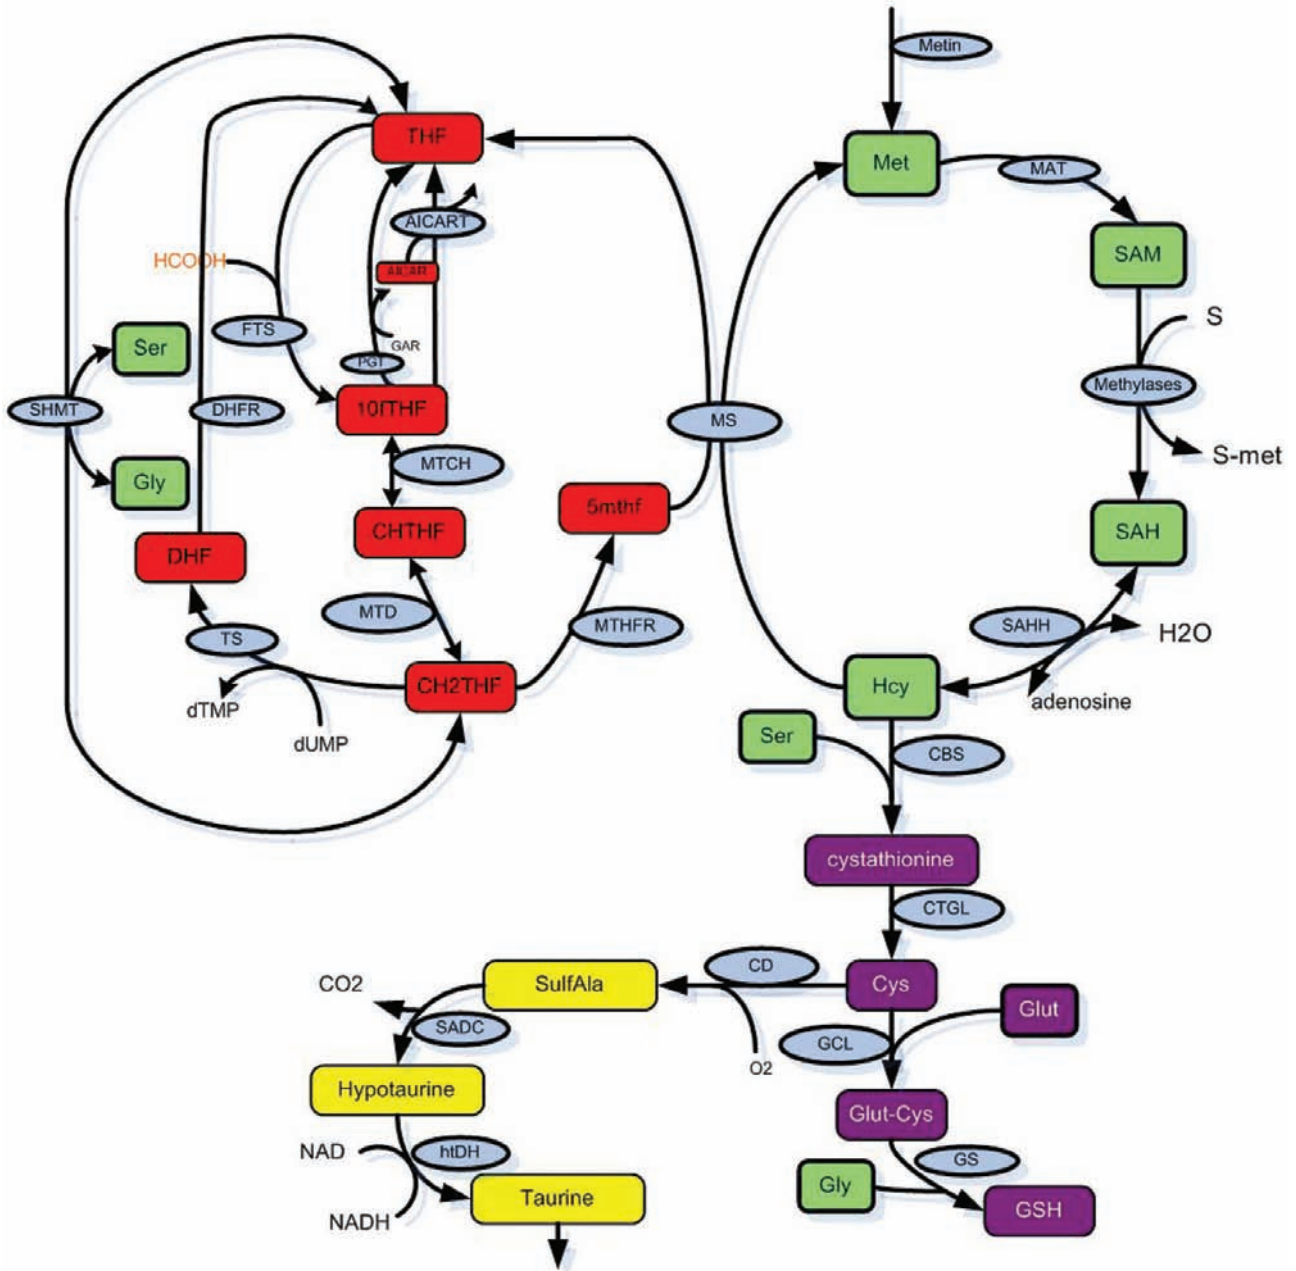 Metin
THF
Met
MAT
AICART
SAM
HCOOH
AICAR
FTS
S
Ser
GAR
PGT
Methylases
SHMT
DHFR
10fTHF
MS
MTCH
S-met
Gly
5mthf
CHTHF
SAH
DHF
MTD
MTHFR
SAHH
TS
H2O
CH2THF
Hcy
dTMP
adenosine
dUMP
Ser
CBS
cystathionine
CTGL
CD
CO2
SulfAla
Cys
Glut
SADC
GCL
O2
Hypotaurine
Glut-Cys
NAD
htDH
GS
Gly
Taurine
NADH
GSH